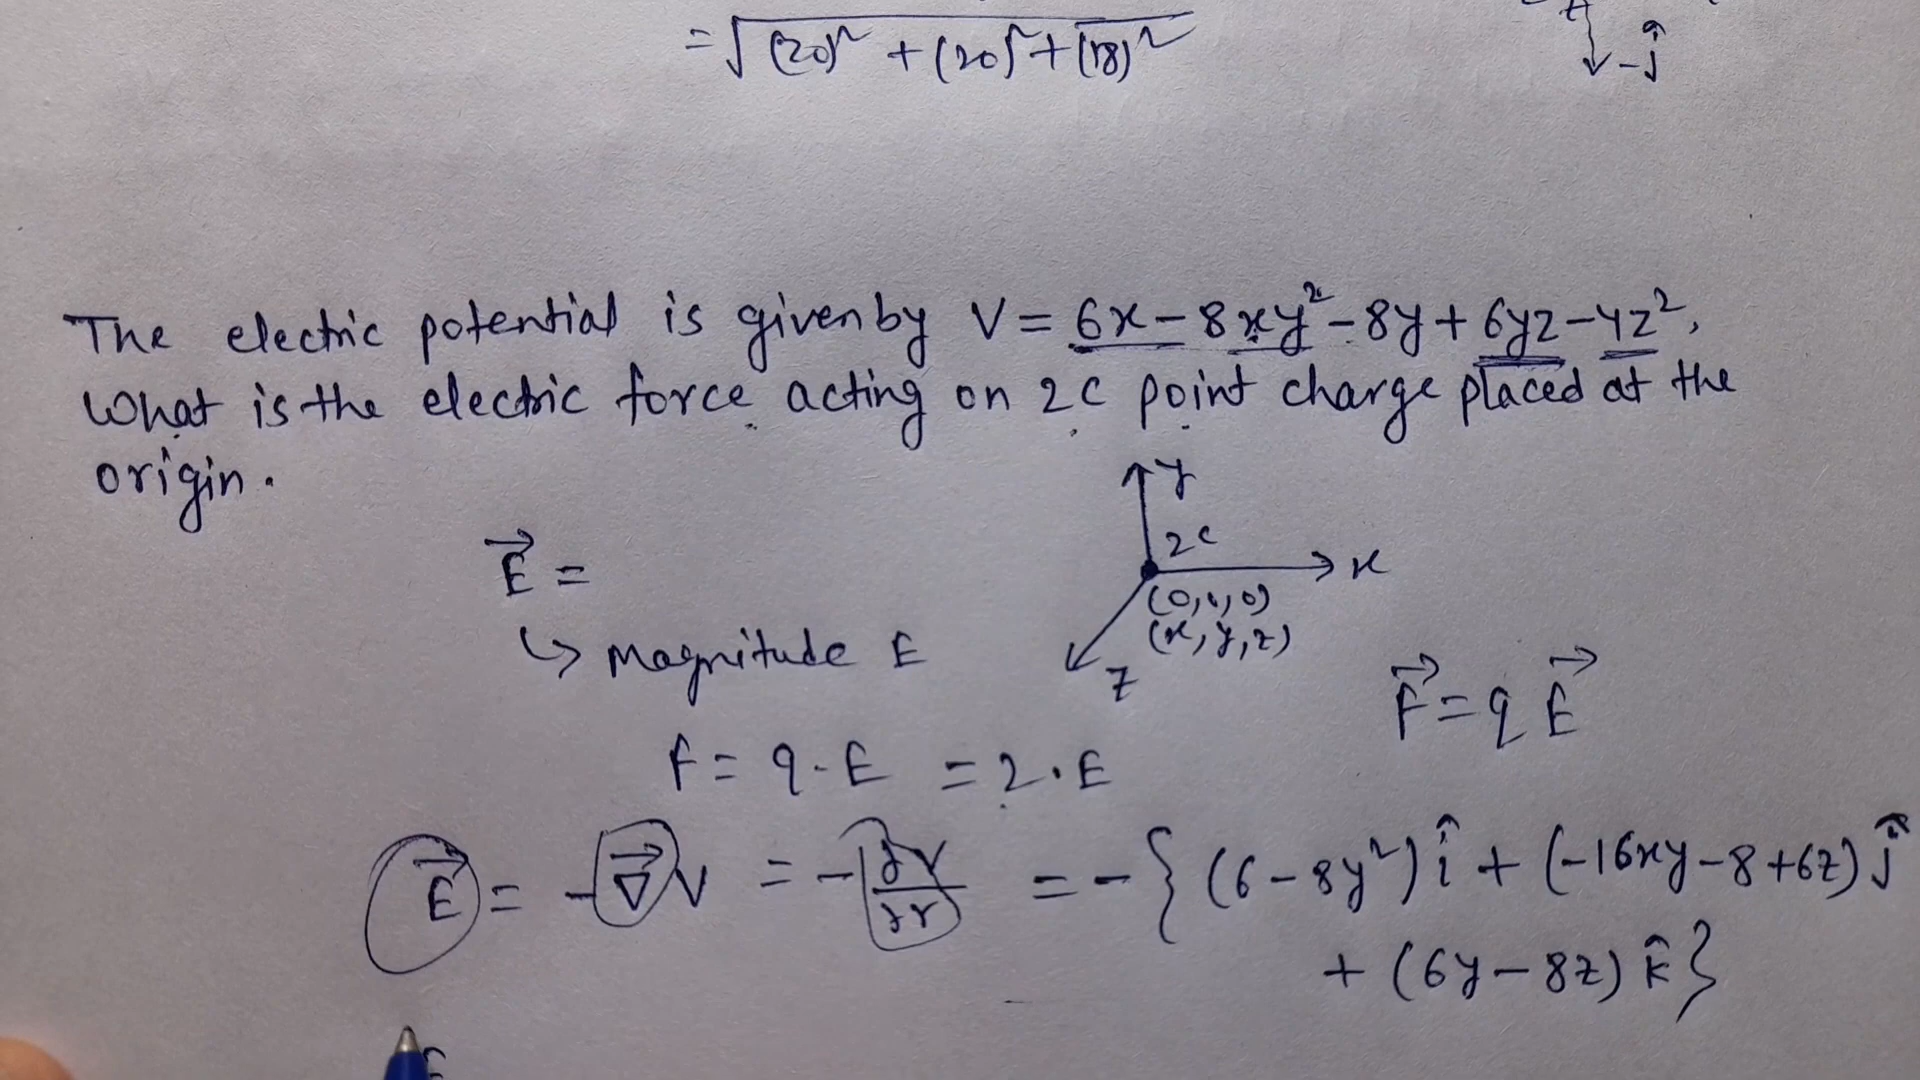 = √(20)² + (20)² + (18)²
-ĵ
The electric potential is given by V = 6x - 8xy² - 8y + 6yz - 4z²,
What is the electric force acting on 2C point charge placed at the
origin.
y
2C
x
(0,0,0)
(x, y, z)
z
E⃗ =
↳ Magnitude E
F⃗ = q E⃗
F = q · E = 2 · E
E⃗ = -∇⃗V = -∂V/∂r = -{(6 - 8y²) î + (-16xy - 8 + 6z) ĵ
+ (6y - 8z) k̂}